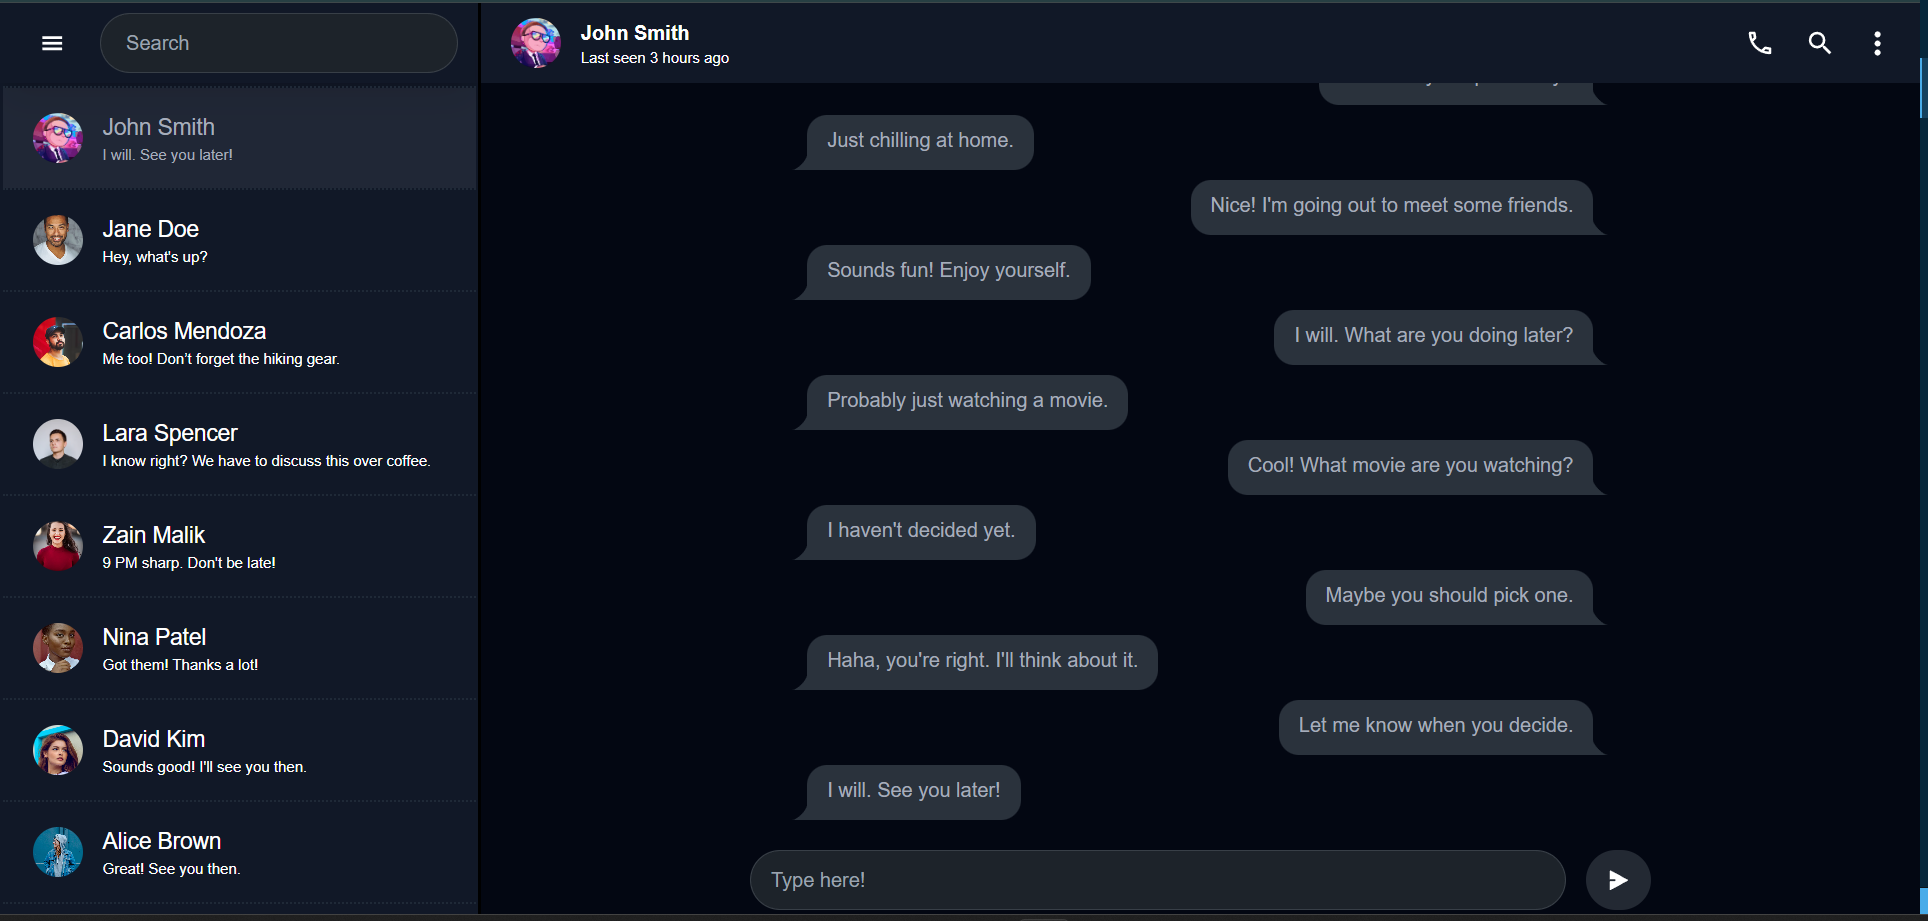 Search
John Smith
I will. See you later!
Jane Doe
Hey, what's up?
Carlos Mendoza
Me too! Don’t forget the hiking gear.
Lara Spencer
I know right? We have to discuss this over coffee.
Zain Malik
9 PM sharp. Don't be late!
Nina Patel
Got them! Thanks a lot!
David Kim
Sounds good! I'll see you then.
Alice Brown
Great! See you then.
John Smith
Last seen 3 hours ago
Just chilling at home.
Nice! I'm going out to meet some friends.
Sounds fun! Enjoy yourself.
I will. What are you doing later?
Probably just watching a movie.
Cool! What movie are you watching?
I haven't decided yet.
Maybe you should pick one.
Haha, you're right. I'll think about it.
Let me know when you decide.
I will. See you later!
Type here!